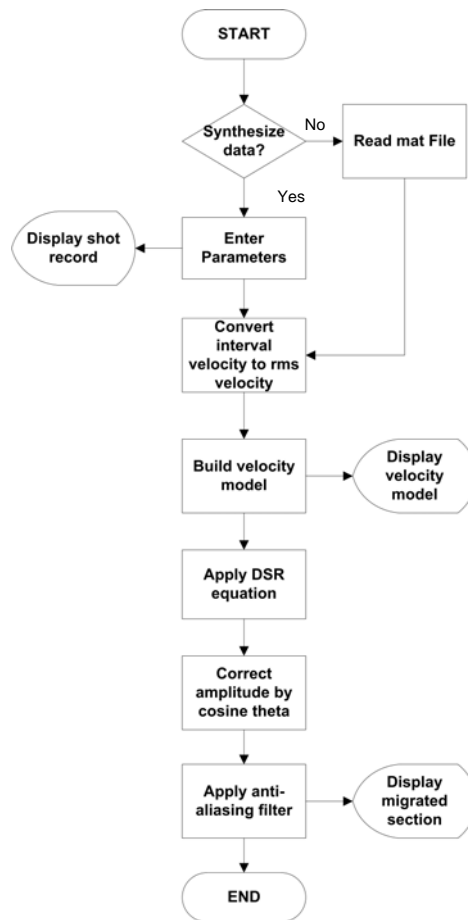 START
Synthesize
data?
No
Read mat File
Yes
Display shot
record
Enter
Parameters
Convert
interval
velocity to rms
velocity
Build velocity
model
Display
velocity
model
Apply DSR
equation
Correct
amplitude by
cosine theta
Apply anti-
aliasing filter
Display
migrated
section
END